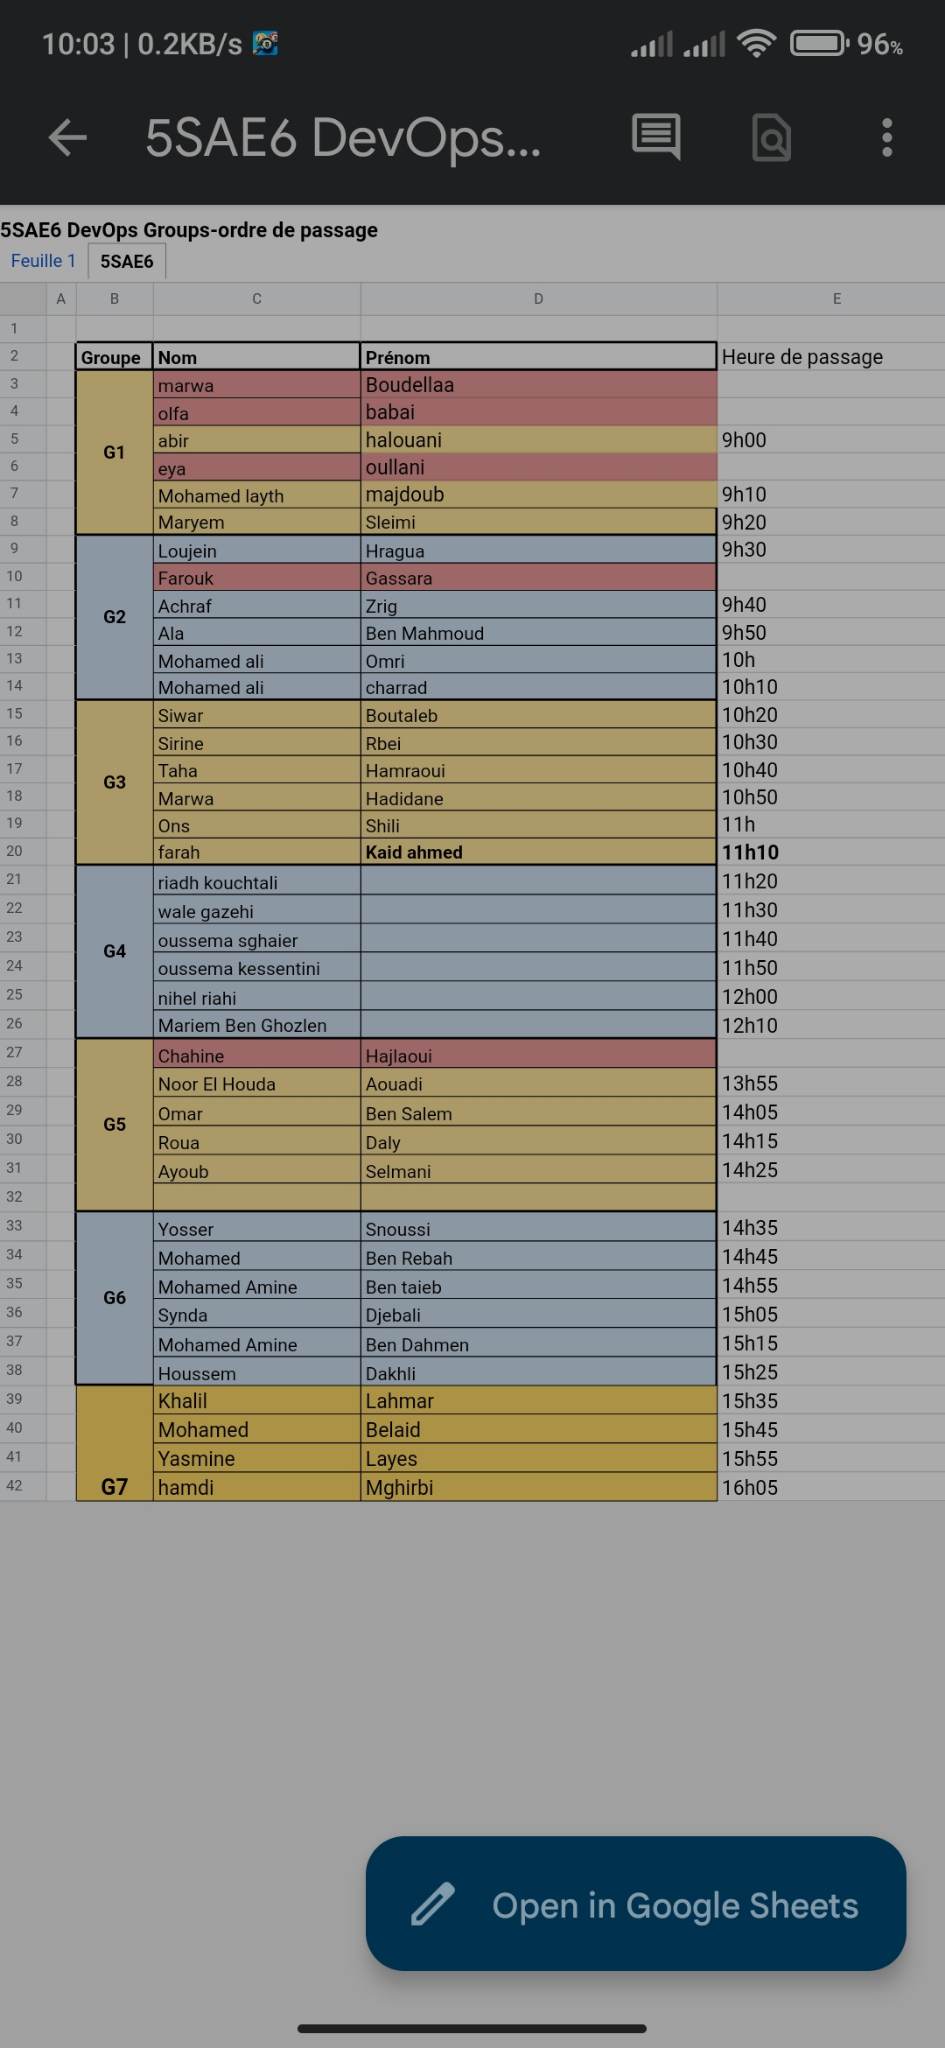 10:03 | 0.2KB/s 96%
5SAE6 DevOps...
5SAE6 DevOps Groups-ordre de passage
Feuille 1 5SAE6
A B C D E
1
2 Groupe Nom Prénom Heure de passage
3 marwa Boudellaa
4 olfa babai
5 abir halouani 9h00
G1
6 eya oullani
7 Mohamed layth majdoub 9h10
8 Maryem Sleimi 9h20
9 Loujein Hragua 9h30
10 Farouk Gassara
11 Achraf Zrig 9h40
G2
12 Ala Ben Mahmoud 9h50
13 Mohamed ali Omri 10h
14 Mohamed ali charrad 10h10
15 Siwar Boutaleb 10h20
16 Sirine Rbei 10h30
17 Taha Hamraoui 10h40
G3
18 Marwa Hadidane 10h50
19 Ons Shili 11h
20 farah Kaid ahmed 11h10
21 riadh kouchtali 11h20
22 wale gazehi 11h30
23 oussema sghaier 11h40
G4
24 oussema kessentini 11h50
25 nihel riahi 12h00
26 Mariem Ben Ghozlen 12h10
27 Chahine Hajlaoui
28 Noor El Houda Aouadi 13h55
29 Omar Ben Salem 14h05
G5
30 Roua Daly 14h15
31 Ayoub Selmani 14h25
32
33 Yosser Snoussi 14h35
34 Mohamed Ben Rebah 14h45
35 Mohamed Amine Ben taieb 14h55
G6
36 Synda Djebali 15h05
37 Mohamed Amine Ben Dahmen 15h15
38 Houssem Dakhli 15h25
39 Khalil Lahmar 15h35
40 Mohamed Belaid 15h45
41 Yasmine Layes 15h55
42 G7 hamdi Mghirbi 16h05
Open in Google Sheets